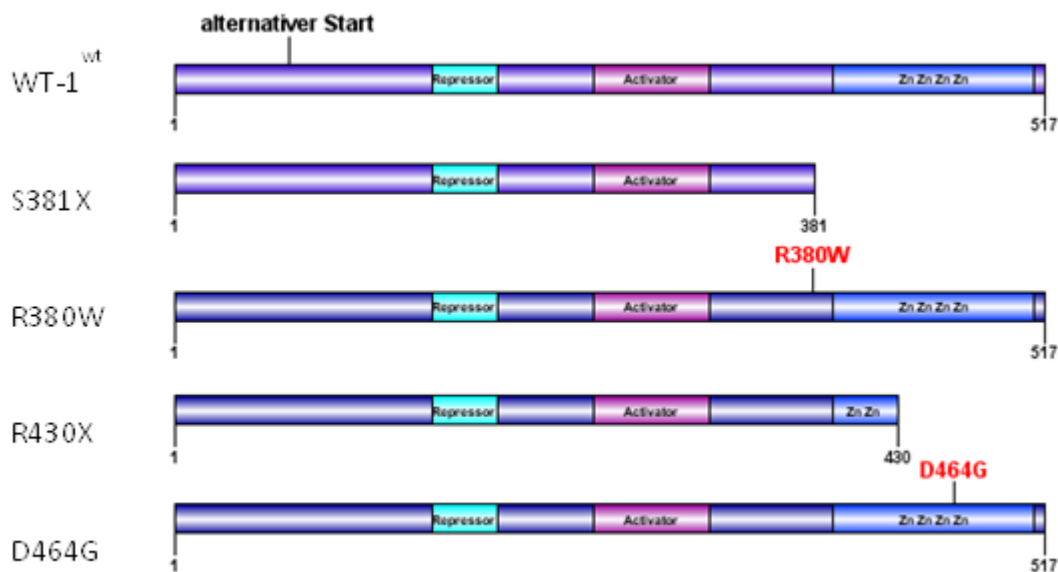 alternativer Start
WT-1 wt
Repressor Activator Zn Zn Zn Zn
1 517
S381X
Repressor Activator
1 381
R380W
R380W
Repressor Activator Zn Zn Zn Zn
1 517
R430X
Repressor Activator Zn Zn
1 430
D464G
D464G
Repressor Activator Zn Zn Zn Zn
1 517